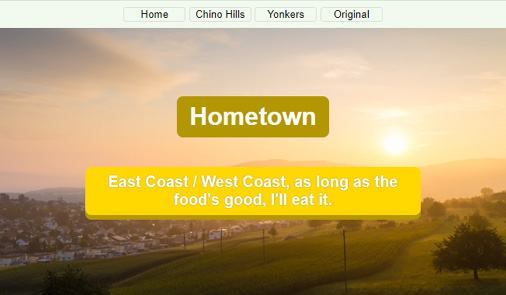 Home Chino Hills Yonkers Original
Hometown
East Coast / West Coast, as long as the
food's good, I'll eat it.